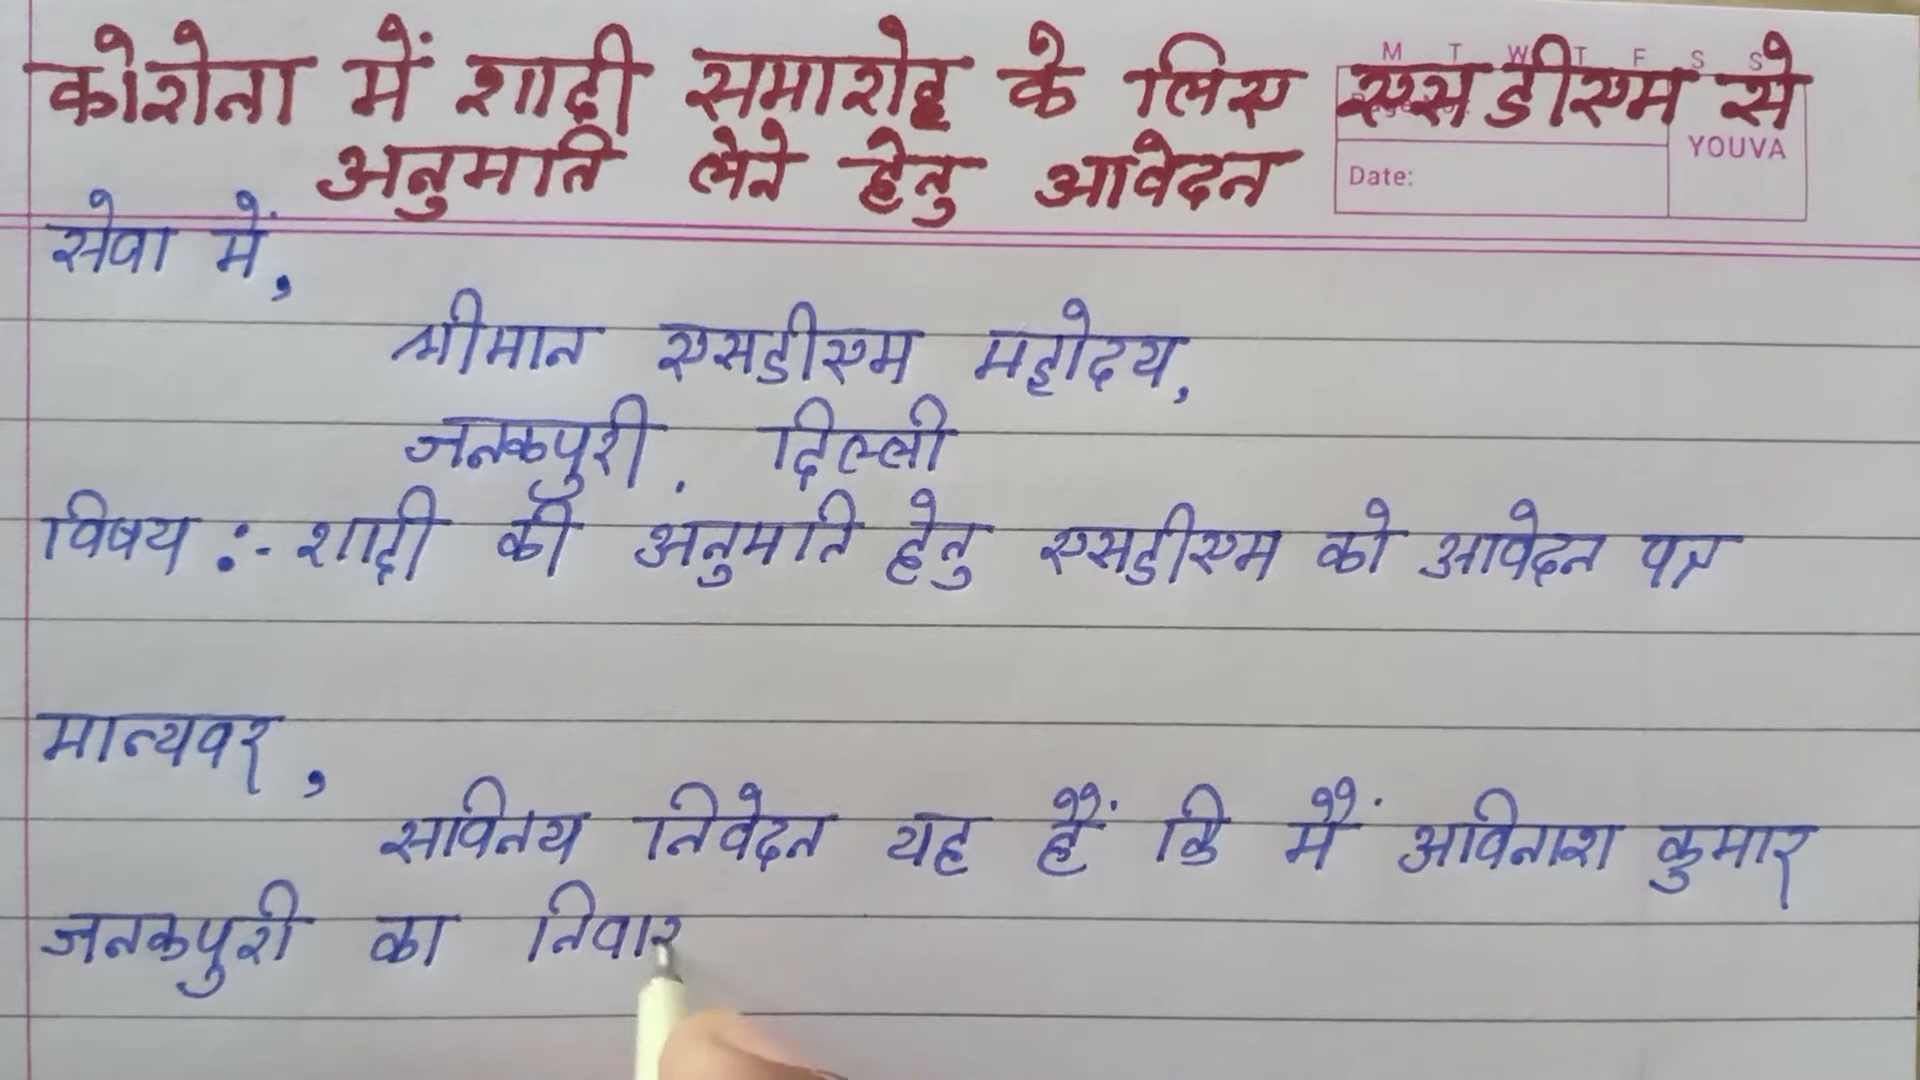 M T W T F S S
कोरोना में शादी समारोह के लिए एसडीएम से
YOUVA
अनुमति लेने हेतु आवेदन
Date:
सेवा में,
श्रीमान एसडीएम महोदय,
जनकपुरी, दिल्ली
विषय :- शादी की अनुमति हेतु एसडीएम को आवेदन पत्र
मान्यवर,
सविनय निवेदन यह हैं कि मैं अविनाश कुमार
जनकपुरी का निवार